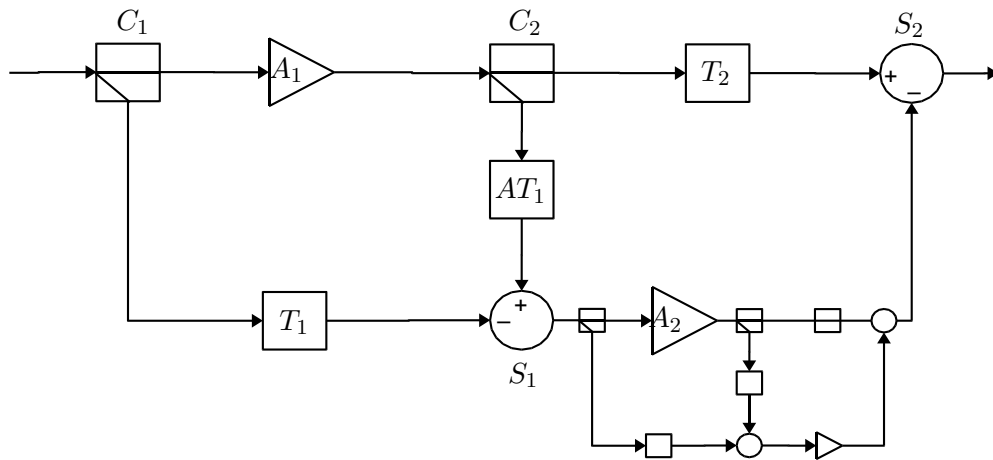 C₁
C₂
S₂
A₁
T₂
+
−
AT₁
+
T₁
−
A₂
S₁